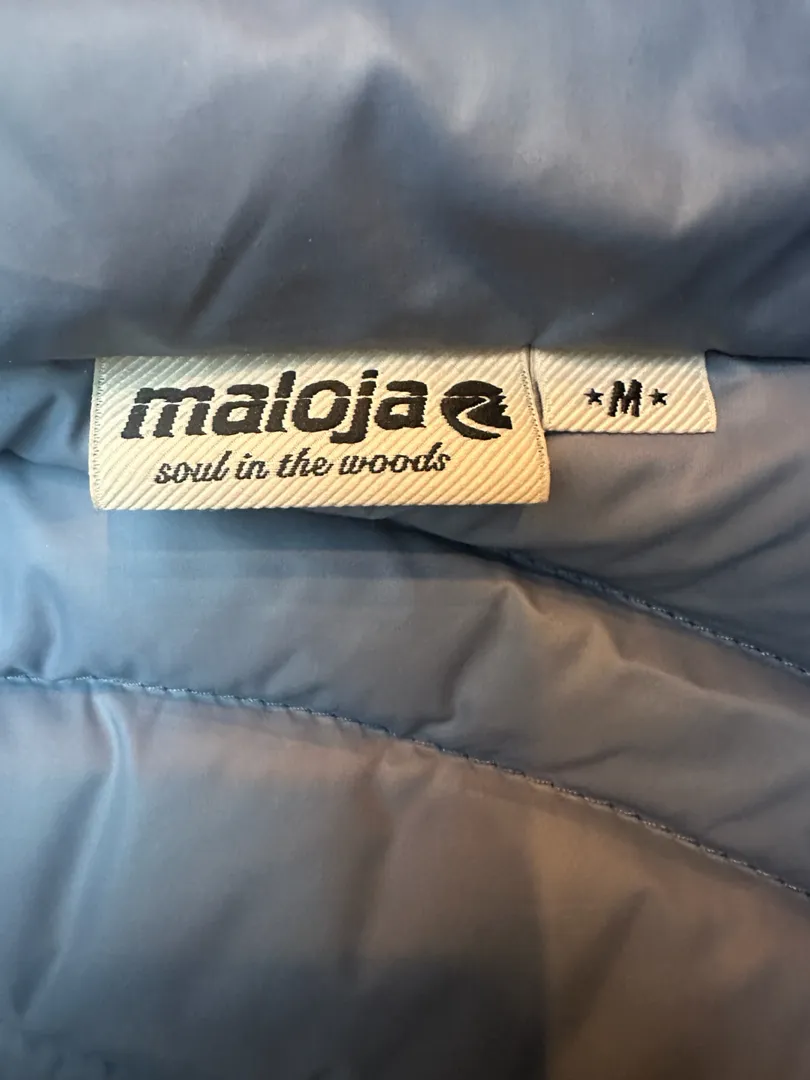 maloja
soul in the woods
*M*